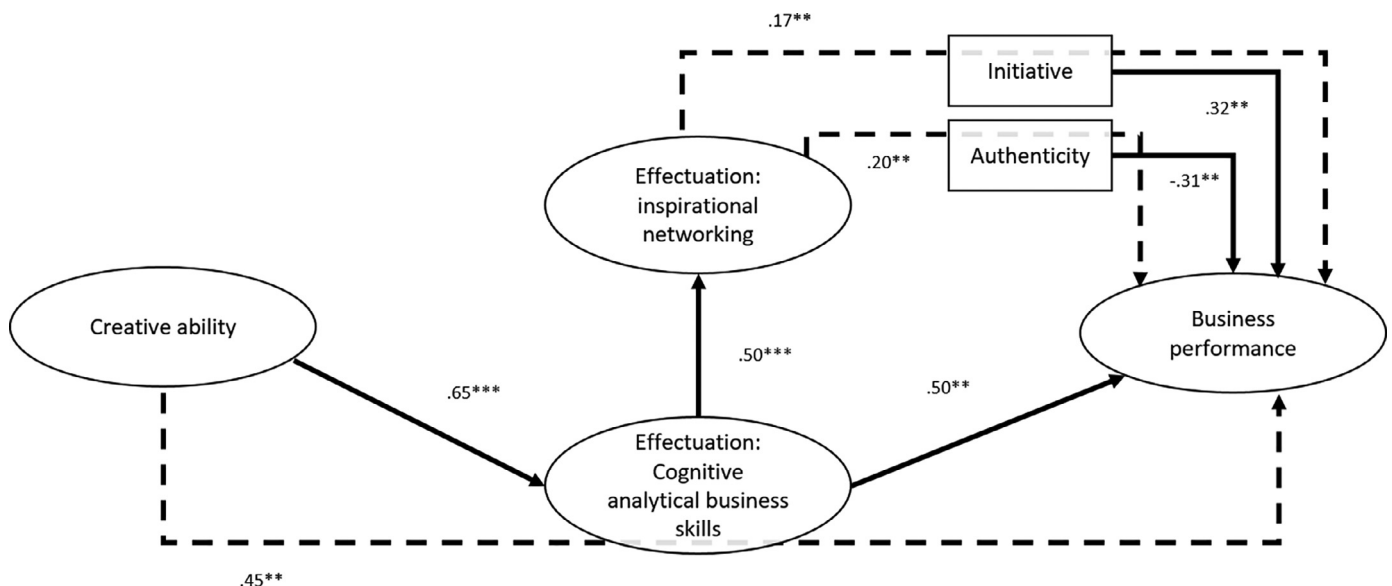 .17**
Initiative
.32**
Authenticity
.20**
-.31**
Effectuation:
inspirational
networking
Creative ability
Business
performance
.50***
.65***
.50**
Effectuation:
Cognitive
analytical business
skills
.45**